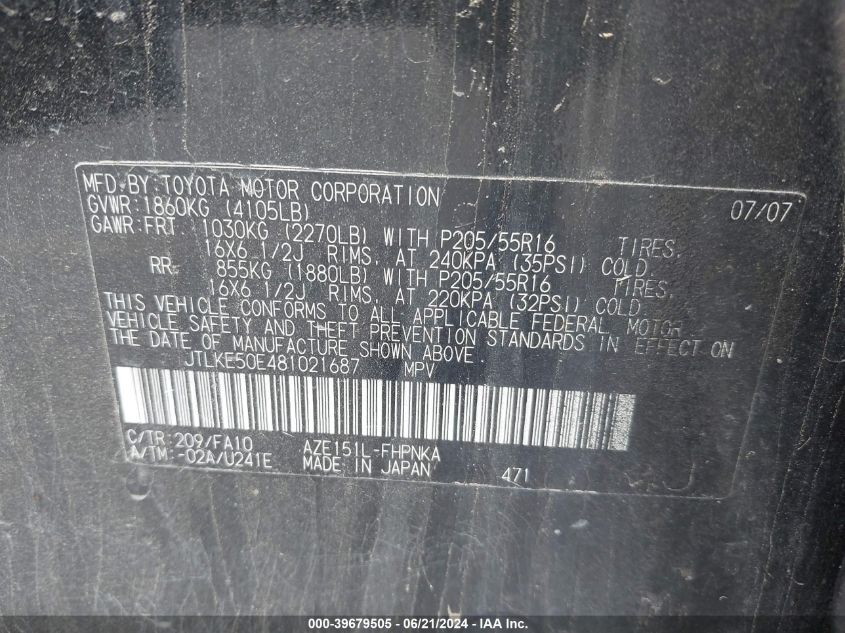 MFD BY:TOYOTA MOTOR CORPORATION 07/07
GVWR:1860KG (4105LB)
GAWR:FRT 1030KG (2270LB) WITH P205/55R16 TIRES,
16X6 1/2J RIMS, AT 240KPA (35PSI) COLD,
RR 855KG (1880LB) WITH P205/55R16 TIRES,
16X6 1/2J RIMS, AT 220KPA (32PSI) COLD
THIS VEHICLE CONFORMS TO ALL APPLICABLE FEDERAL MOTOR
VEHICLE SAFETY AND THEFT PREVENTION STANDARDS IN EFFECT ON
THE DATE OF MANUFACTURE SHOWN ABOVE.
JTLKE50E481021687 MPV
C/TR:209/FA10 AZE151L-FHPNKA
A/TM:-02A/U241E MADE IN JAPAN 471
000-39679505 - 06/21/2024 - IAA Inc.